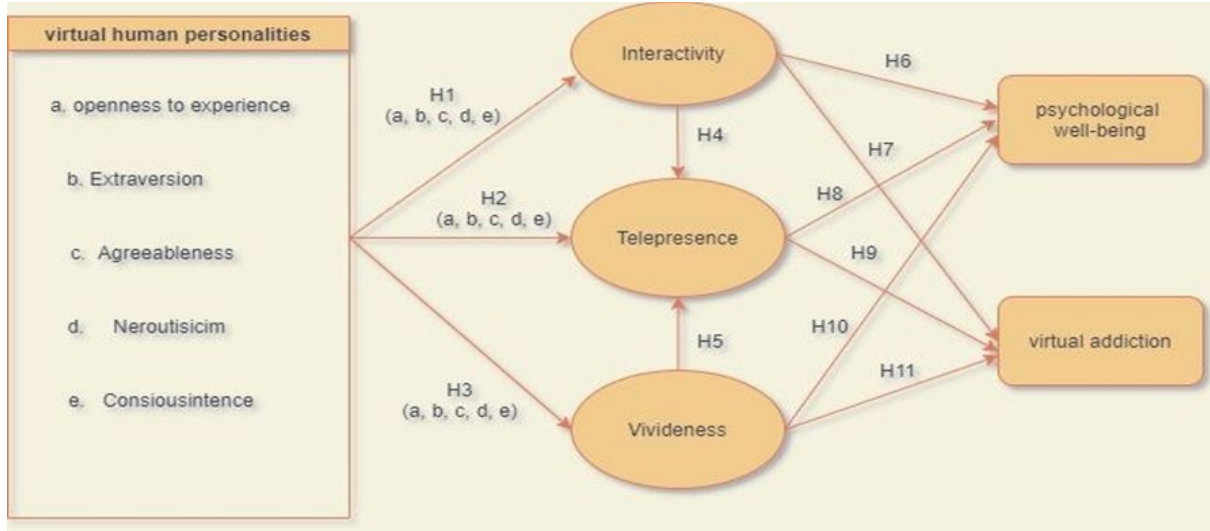 virtual human personalities
a. openness to experience
b. Extraversion
c. Agreeableness
d. Neroutisicim
e. Consiousintence
H1
(a, b, c, d, e)
H2
(a, b, c, d, e)
H3
(a, b, c, d, e)
Interactivity
H4
Telepresence
H5
Vivideness
H6
H7
H8
H9
H10
H11
psychological
well-being
virtual addiction